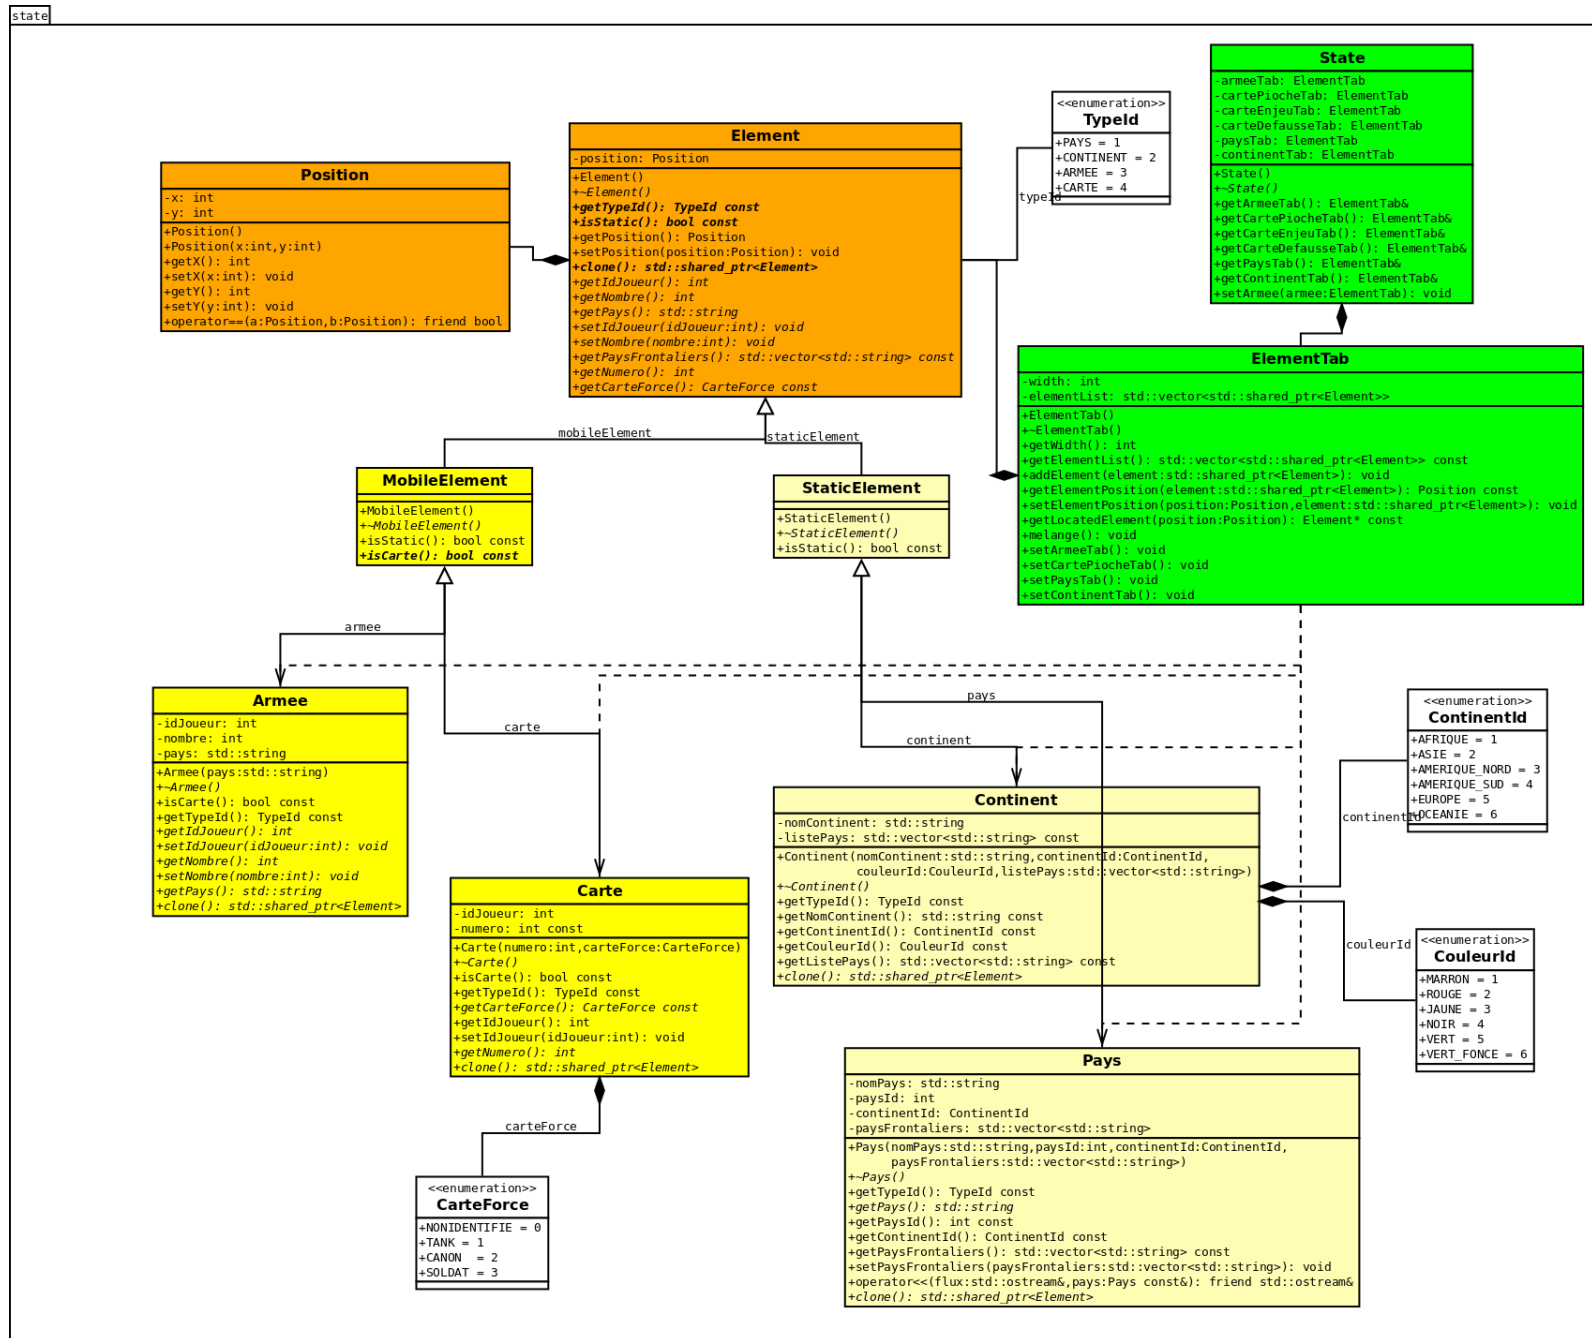 state
State
-armeeTab: ElementTab
-cartePiocheTab: ElementTab
-carteEnjeuTab: ElementTab
-carteDefausseTab: ElementTab
-paysTab: ElementTab
-continentTab: ElementTab
+State()
+~State()
+getArmeeTab(): ElementTab&
+getCartePiocheTab(): ElementTab&
+getCarteEnjeuTab(): ElementTab&
+getCarteDefausseTab(): ElementTab&
+getPaysTab(): ElementTab&
+getContinentTab(): ElementTab&
+setArmee(armee:ElementTab): void
<<enumeration>>
TypeId
+PAYS = 1
+CONTINENT = 2
+ARMEE = 3
+CARTE = 4
typeId
Element
-position: Position
+Element()
+~Element()
+getTypeId(): TypeId const
+isStatic(): bool const
+getPosition(): Position
+setPosition(position:Position): void
+clone(): std::shared_ptr<Element>
+getIdJoueur(): int
+getNombre(): int
+getPays(): std::string
+setIdJoueur(idJoueur:int): void
+setNombre(nombre:int): void
+getPaysFrontaliers(): std::vector<std::string> const
+getNumero(): int
+getCarteForce(): CarteForce const
Position
-x: int
-y: int
+Position()
+Position(x:int,y:int)
+getX(): int
+setX(x:int): void
+getY(): int
+setY(y:int): void
+operator==(a:Position,b:Position): friend bool
ElementTab
-width: int
-elementList: std::vector<std::shared_ptr<Element>>
+ElementTab()
+~ElementTab()
+getWidth(): int
+getElementList(): std::vector<std::shared_ptr<Element>> const
+addElement(element:std::shared_ptr<Element>): void
+getElementPosition(element:std::shared_ptr<Element>): Position const
+setElementPosition(position:Position,element:std::shared_ptr<Element>): void
+getLocatedElement(position:Position): Element* const
+melange(): void
+setArmeeTab(): void
+setCartePiocheTab(): void
+setPaysTab(): void
+setContinentTab(): void
mobileElement
staticElement
MobileElement
+MobileElement()
+~MobileElement()
+isStatic(): bool const
+isCarte(): bool const
StaticElement
+StaticElement()
+~StaticElement()
+isStatic(): bool const
armee
carte
pays
continent
Armee
-idJoueur: int
-nombre: int
-pays: std::string
+Armee(pays:std::string)
+~Armee()
+isCarte(): bool const
+getTypeId(): TypeId const
+getIdJoueur(): int
+setIdJoueur(idJoueur:int): void
+getNombre(): int
+setNombre(nombre:int): void
+getPays(): std::string
+clone(): std::shared_ptr<Element>
<<enumeration>>
ContinentId
+AFRIQUE = 1
+ASIE = 2
+AMERIQUE_NORD = 3
+AMERIQUE_SUD = 4
+EUROPE = 5
+OCEANIE = 6
continentId
Continent
-nomContinent: std::string
-listePays: std::vector<std::string> const
+Continent(nomContinent:std::string,continentId:ContinentId,
couleurId:CouleurId,listePays:std::vector<std::string>)
+~Continent()
+getTypeId(): TypeId const
+getNomContinent(): std::string const
+getContinentId(): ContinentId const
+getCouleurId(): CouleurId const
+getListePays(): std::vector<std::string> const
+clone(): std::shared_ptr<Element>
Carte
-idJoueur: int
-numero: int const
+Carte(numero:int,carteForce:CarteForce)
+~Carte()
+isCarte(): bool const
+getTypeId(): TypeId const
+getCarteForce(): CarteForce const
+getIdJoueur(): int
+setIdJoueur(idJoueur:int): void
+getNumero(): int
+clone(): std::shared_ptr<Element>
couleurId
<<enumeration>>
CouleurId
+MARRON = 1
+ROUGE = 2
+JAUNE = 3
+NOIR = 4
+VERT = 5
+VERT_FONCE = 6
Pays
-nomPays: std::string
-paysId: int
-continentId: ContinentId
-paysFrontaliers: std::vector<std::string>
+Pays(nomPays:std::string,paysId:int,continentId:ContinentId,
paysFrontaliers:std::vector<std::string>)
+~Pays()
+getTypeId(): TypeId const
+getPays(): std::string
+getPaysId(): int const
+getContinentId(): ContinentId const
+getPaysFrontaliers(): std::vector<std::string> const
+setPaysFrontaliers(paysFrontaliers:std::vector<std::string>): void
+operator<<(flux:std::ostream&,pays:Pays const&): friend std::ostream&
+clone(): std::shared_ptr<Element>
carteForce
<<enumeration>>
CarteForce
+NONIDENTIFIE = 0
+TANK = 1
+CANON  = 2
+SOLDAT = 3